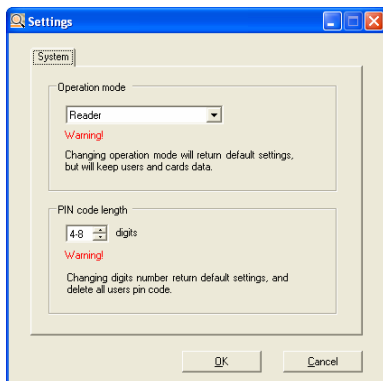 Settings
System
Operation mode
Reader
Warning!
Changing operation mode will return default settings,
but will keep users and cards data.
PIN code length
4-8 digits
Warning!
Changing digits number return default settings, and
delete all users pin code.
OK Cancel